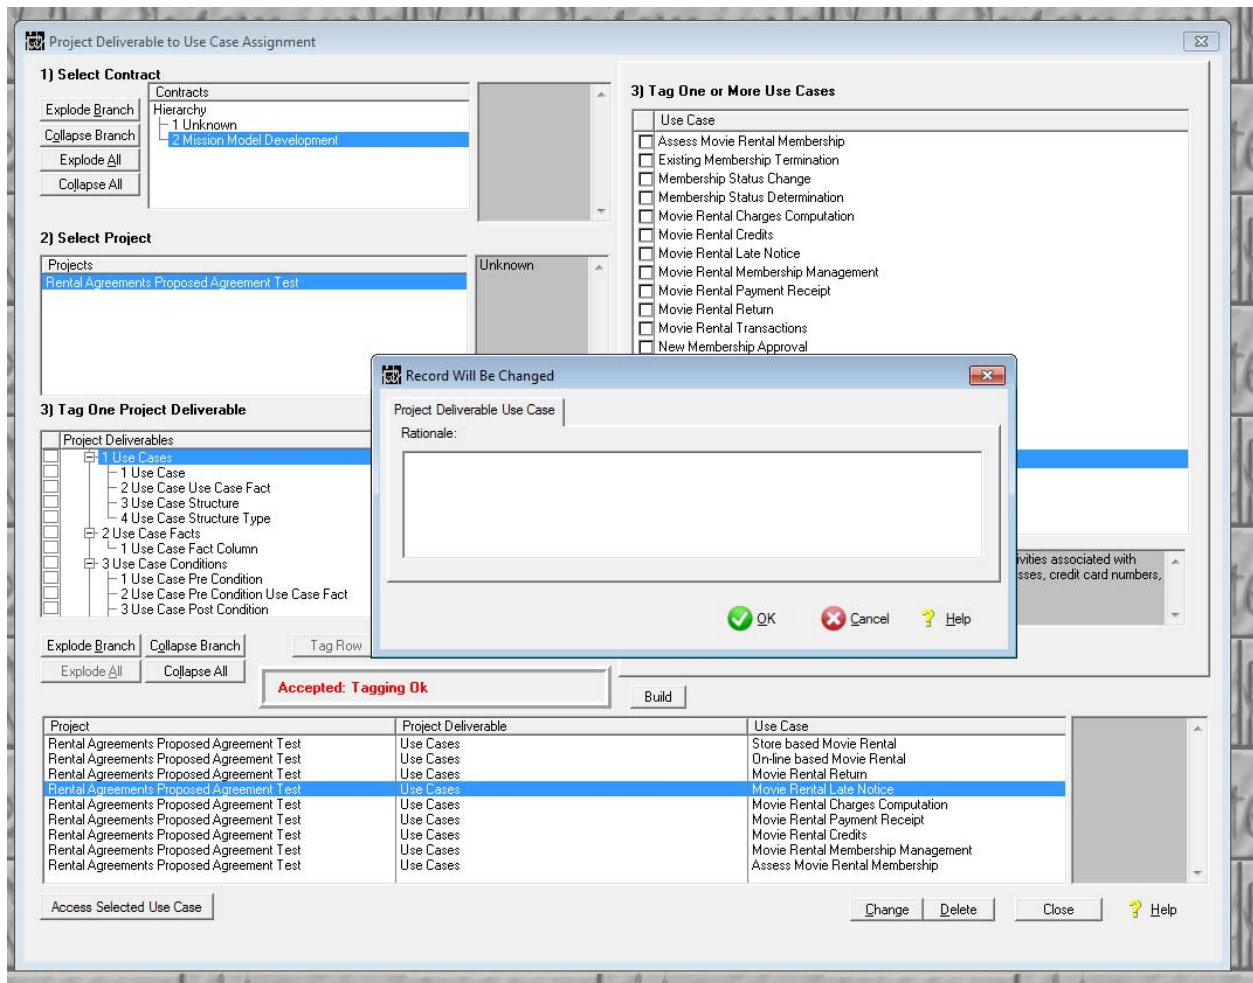 Project Deliverable to Use Case Assignment
1) Select Contract
Explode Branch
Collapse Branch
Explode All
Collapse All
Contracts
Hierarchy
1 Unknown
2 Mission Model Development
2) Select Project
Projects
Rental Agreements Proposed Agreement Test
Unknown
3) Tag One Project Deliverable
Project Deliverables
1 Use Cases
1 Use Case
2 Use Case Use Case Fact
3 Use Case Structure
4 Use Case Structure Type
2 Use Case Facts
1 Use Case Fact Column
3 Use Case Conditions
1 Use Case Pre Condition
2 Use Case Pre Condition Use Case Fact
3 Use Case Post Condition
Explode Branch
Collapse Branch
Tag Row
Explode All
Collapse All
Accepted: Tagging Ok
3) Tag One or More Use Cases
Use Case
Assess Movie Rental Membership
Existing Membership Termination
Membership Status Change
Membership Status Determination
Movie Rental Charges Computation
Movie Rental Credits
Movie Rental Late Notice
Movie Rental Membership Management
Movie Rental Payment Receipt
Movie Rental Return
Movie Rental Transactions
New Membership Approval
associated with
credit card numbers,
Build
Record Will Be Changed
Project Deliverable Use Case
Rationale:
OK
Cancel
Help
Project Project Deliverable Use Case
Rental Agreements Proposed Agreement Test Use Cases Store based Movie Rental
Rental Agreements Proposed Agreement Test Use Cases On-line based Movie Rental
Rental Agreements Proposed Agreement Test Use Cases Movie Rental Return
Rental Agreements Proposed Agreement Test Use Cases Movie Rental Late Notice
Rental Agreements Proposed Agreement Test Use Cases Movie Rental Charges Computation
Rental Agreements Proposed Agreement Test Use Cases Movie Rental Payment Receipt
Rental Agreements Proposed Agreement Test Use Cases Movie Rental Credits
Rental Agreements Proposed Agreement Test Use Cases Movie Rental Membership Management
Rental Agreements Proposed Agreement Test Use Cases Assess Movie Rental Membership
Access Selected Use Case
Change
Delete
Close
Help